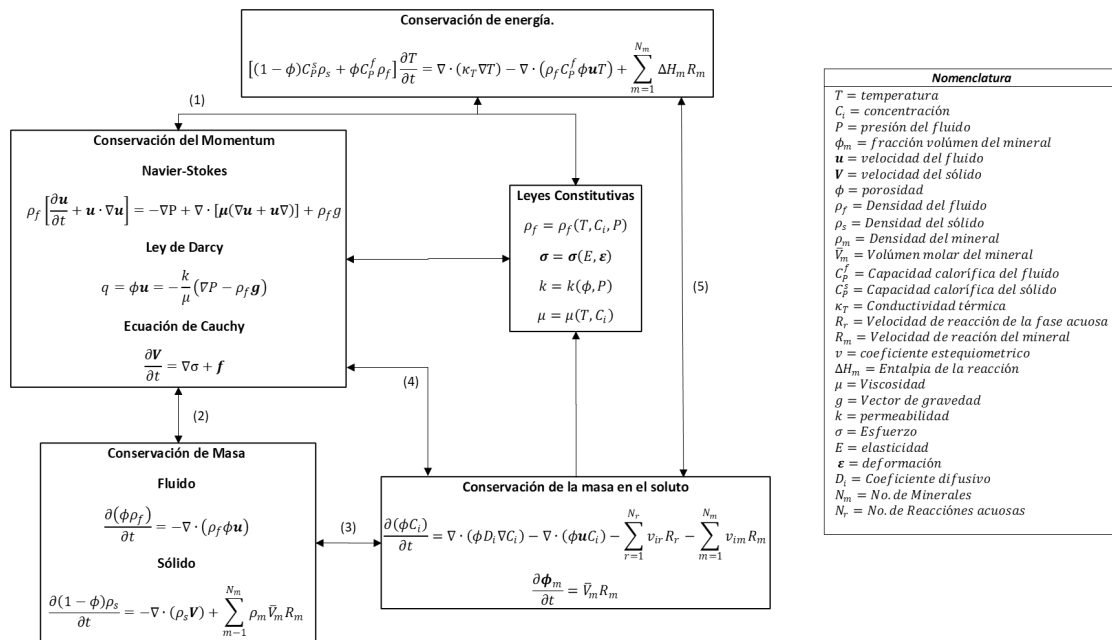 Conservación de energía.
[(1 − ϕ)C_P^s ρ_s + ϕC_P^f ρ_f] ∂T/∂t = ∇ · (κ_T∇T) − ∇ · (ρ_f C_P^f ϕ𝒖T) + ∑_{m=1}^{N_m} ΔH_m R_m
(1)
Conservación del Momentum
Navier-Stokes
ρ_f [∂𝒖/∂t + 𝒖 · ∇𝒖] = −∇P + ∇ · [𝝁(∇𝒖 + 𝒖∇)] + ρ_f g
Ley de Darcy
q = ϕ𝒖 = − k/μ (∇P − ρ_f 𝒈)
Ecuación de Cauchy
∂𝑽/∂t = ∇σ + 𝒇
Leyes Constitutivas
ρ_f = ρ_f(T, C_i, P)
𝝈 = 𝝈(E, 𝜺)
k = k(ϕ, P)
μ = μ(T, C_i)
(5)
(4)
(2)
Conservación de Masa
Fluido
∂(ϕρ_f)/∂t = −∇ · (ρ_f ϕ𝒖)
Sólido
∂(1 − ϕ)ρ_s/∂t = −∇ · (ρ_s 𝑽) + ∑_{m−1}^{N_m} ρ_m V̄_m R_m
(3)
Conservación de la masa en el soluto
∂(ϕC_i)/∂t = ∇ · (ϕD_i∇C_i) − ∇ · (ϕ𝒖C_i) − ∑_{r=1}^{N_r} v_{ir} R_r − ∑_{m=1}^{N_m} v_{im} R_m
∂𝝓_m/∂t = V̄_m R_m
Nomenclatura
T = temperatura
C_i = concentración
P = presión del fluido
ϕ_m = fracción volúmen del mineral
𝒖 = velocidad del fluido
𝑽 = velocidad del sólido
ϕ = porosidad
ρ_f = Densidad del fluido
ρ_s = Densidad del sólido
ρ_m = Densidad del mineral
V̄_m = Volúmen molar del mineral
C_P^f = Capacidad calorífica del fluido
C_P^s = Capacidad calorífica del sólido
κ_T = Conductividad térmica
R_r = Velocidad de reacción de la fase acuosa
R_m = Velocidad de reación del mineral
v = coeficiente estequiometrico
ΔH_m = Entalpia de la reacción
μ = Viscosidad
g = Vector de gravedad
k = permeabilidad
σ = Esfuerzo
E = elasticidad
𝜺 = deformación
D_i = Coeficiente difusivo
N_m = No. de Minerales
N_r = No. de Reacciónes acuosas